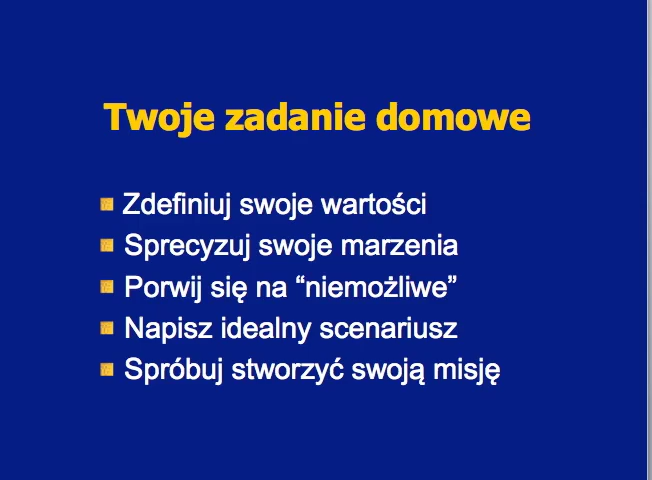 Twoje zadanie domowe
Zdefiniuj swoje wartości
Sprecyzuj swoje marzenia
Porwij się na “niemożliwe”
Napisz idealny scenariusz
Spróbuj stworzyć swoją misję